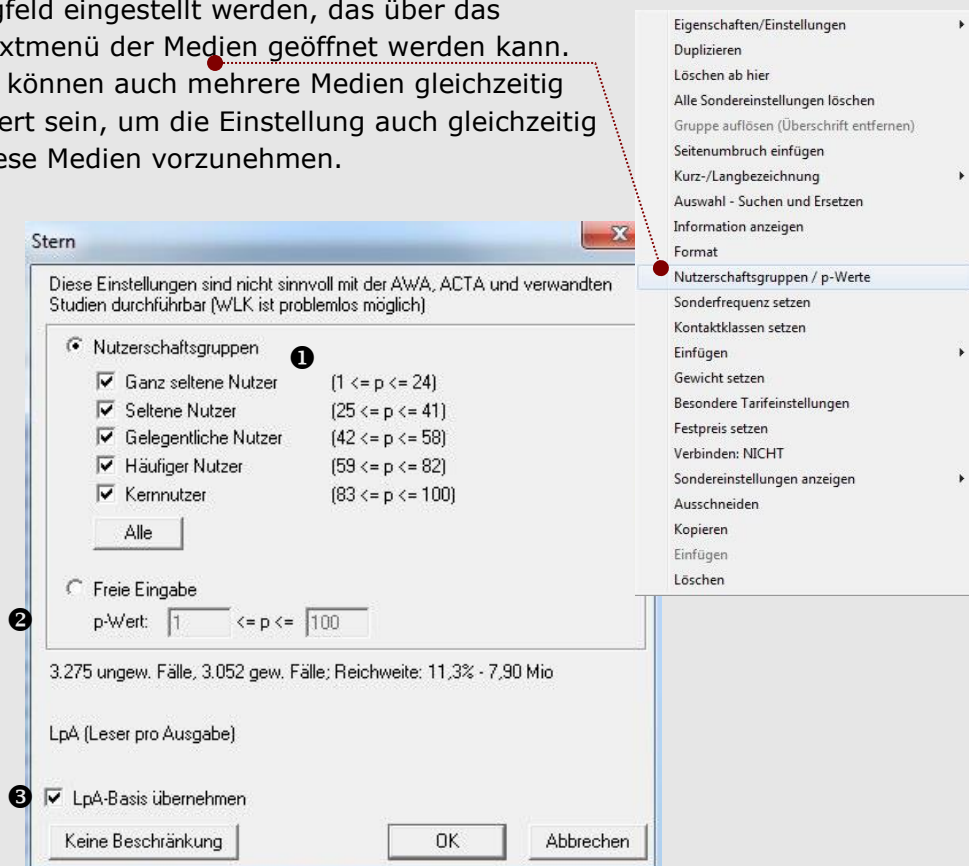 gfeld eingestellt werden, das über das
xtmenü der Medien geöffnet werden kann.
können auch mehrere Medien gleichzeitig
ert sein, um die Einstellung auch gleichzeitig
ese Medien vorzunehmen.
Eigenschaften/Einstellungen
Duplizieren
Löschen ab hier
Alle Sondereinstellungen löschen
Gruppe auflösen (Überschrift entfernen)
Seitenumbruch einfügen
Kurz-/Langbezeichnung
Auswahl - Suchen und Ersetzen
Information anzeigen
Format
Nutzerschaftsgruppen / p-Werte
Sonderfrequenz setzen
Kontaktklassen setzen
Einfügen
Gewicht setzen
Besondere Tarifeinstellungen
Festpreis setzen
Verbinden: NICHT
Sondereinstellungen anzeigen
Ausschneiden
Kopieren
Einfügen
Löschen
Stern
Diese Einstellungen sind nicht sinnvoll mit der AWA, ACTA und verwandten
Studien durchführbar (WLK ist problemlos möglich)
Nutzerschaftsgruppen ❶
Ganz seltene Nutzer (1 <= p <= 24)
Seltene Nutzer (25 <= p <= 41)
Gelegentliche Nutzer (42 <= p <= 58)
Häufiger Nutzer (59 <= p <= 82)
Kernnutzer (83 <= p <= 100)
Alle
Freie Eingabe
❷ p-Wert: 1 <= p <= 100
3.275 ungew. Fälle, 3.052 gew. Fälle; Reichweite: 11,3% - 7,90 Mio
LpA (Leser pro Ausgabe)
❸ LpA-Basis übernehmen
Keine Beschränkung OK Abbrechen